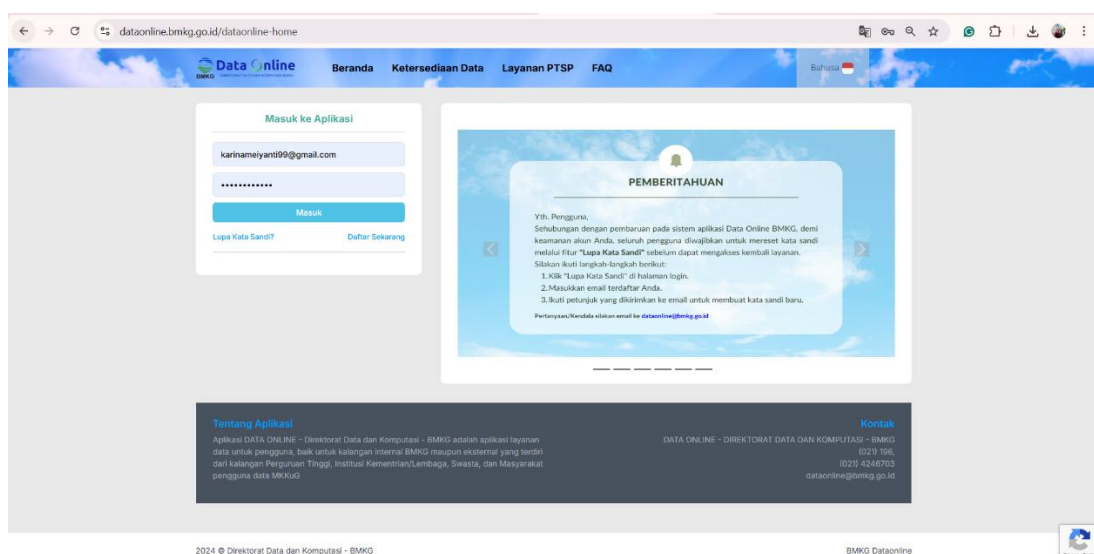 dataonline.bmkg.go.id/dataonline-home
BMKG
Data Online
Beranda
Ketersediaan Data
Layanan PTSP
FAQ
Bahasa
Masuk ke Aplikasi
karinameiyanti99@gmail.com
••••••••••••
Masuk
Lupa Kata Sandi?
Daftar Sekarang
PEMBERITAHUAN
Yth. Pengguna,
Sehubungan dengan pembaruan pada sistem aplikasi Data Online BMKG, demi
keamanan akun Anda, seluruh pengguna diwajibkan untuk mereset kata sandi
melalui fitur "Lupa Kata Sandi" sebelum dapat mengakses kembali layanan.
Silakan ikuti langkah-langkah berikut:
1. Klik "Lupa Kata Sandi" di halaman login.
2. Masukkan email terdaftar Anda.
3. Ikuti petunjuk yang dikirimkan ke email untuk membuat kata sandi baru.
Pertanyaan/Kendala silakan email ke dataonline@bmkg.go.id
Tentang Aplikasi
Aplikasi DATA ONLINE - Direktorat Data dan Komputasi - BMKG adalah aplikasi layanan
data untuk pengguna, baik untuk kalangan internal BMKG maupun eksternal yang terdiri
dari kalangan Perguruan Tinggi, Institusi Kementrian/Lembaga, Swasta, dan Masyarakat
pengguna data MKKuG
Kontak
DATA ONLINE - DIREKTORAT DATA DAN KOMPUTASI - BMKG
(021) 196,
(021) 4246703
dataonline@bmkg.go.id
2024 © Direktorat Data dan Komputasi - BMKG
BMKG Dataonline